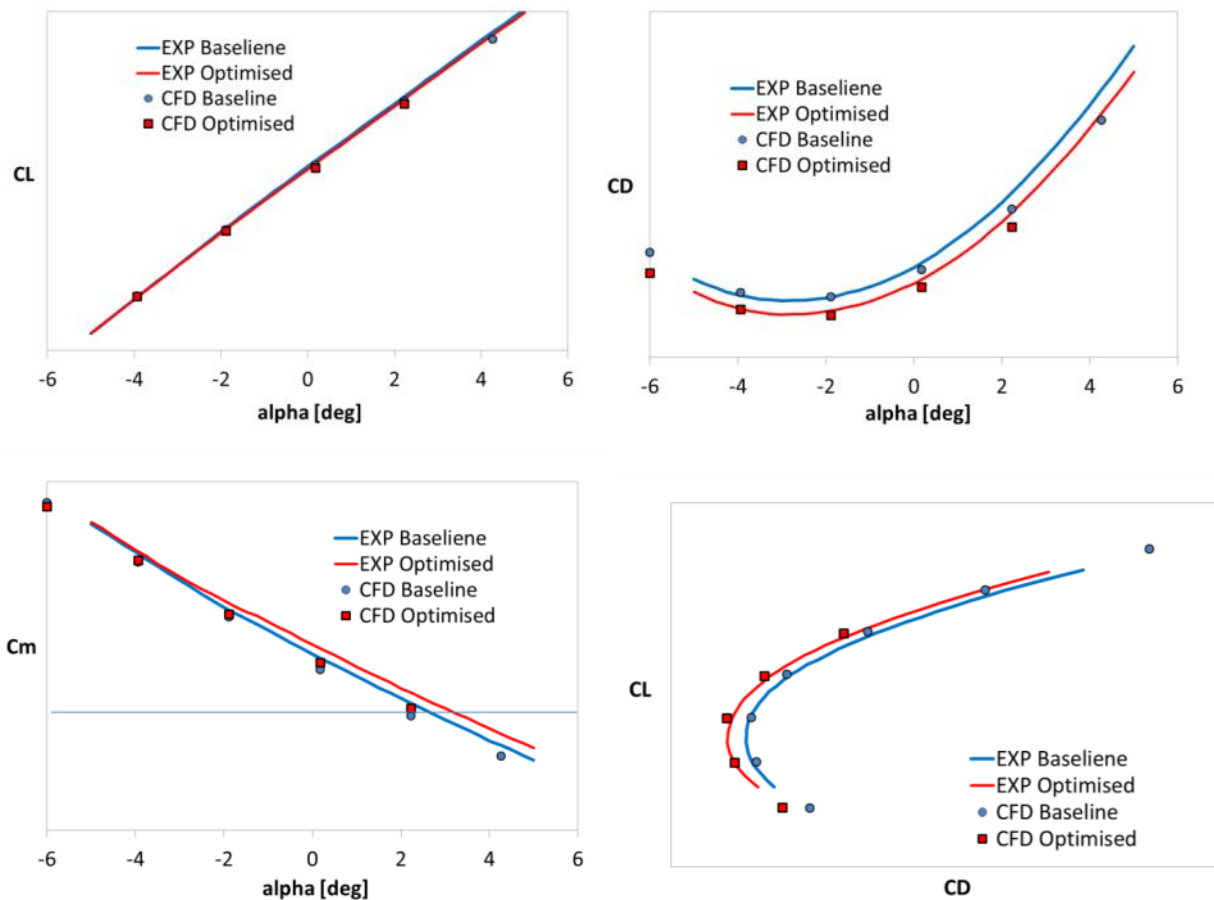 EXP Baseliene
EXP Optimised
CFD Baseline
CFD Optimised
CL
-6 -4 -2 0 2 4 6
alpha [deg]
EXP Baseliene
EXP Optimised
CFD Baseline
CFD Optimised
CD
-6 -4 -2 0 2 4 6
alpha [deg]
EXP Baseliene
EXP Optimised
CFD Baseline
CFD Optimised
Cm
-6 -4 -2 0 2 4 6
alpha [deg]
CL
EXP Baseliene
EXP Optimised
CFD Baseline
CFD Optimised
CD